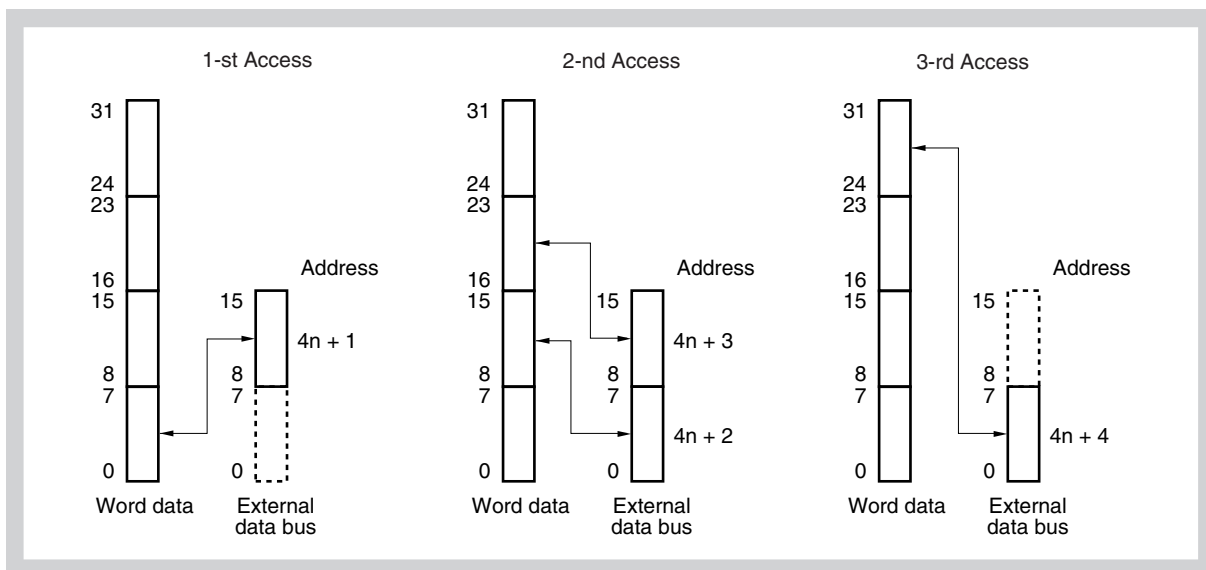 1-st Access
31
24
23
16
15
8
7
0
Address
15
4n + 1
8
7
0
Word data
External
data bus
2-nd Access
31
24
23
16
15
8
7
0
Address
15
4n + 3
8
7
4n + 2
0
Word data
External
data bus
3-rd Access
31
24
23
16
15
8
7
0
Address
15
8
7
4n + 4
0
Word data
External
data bus